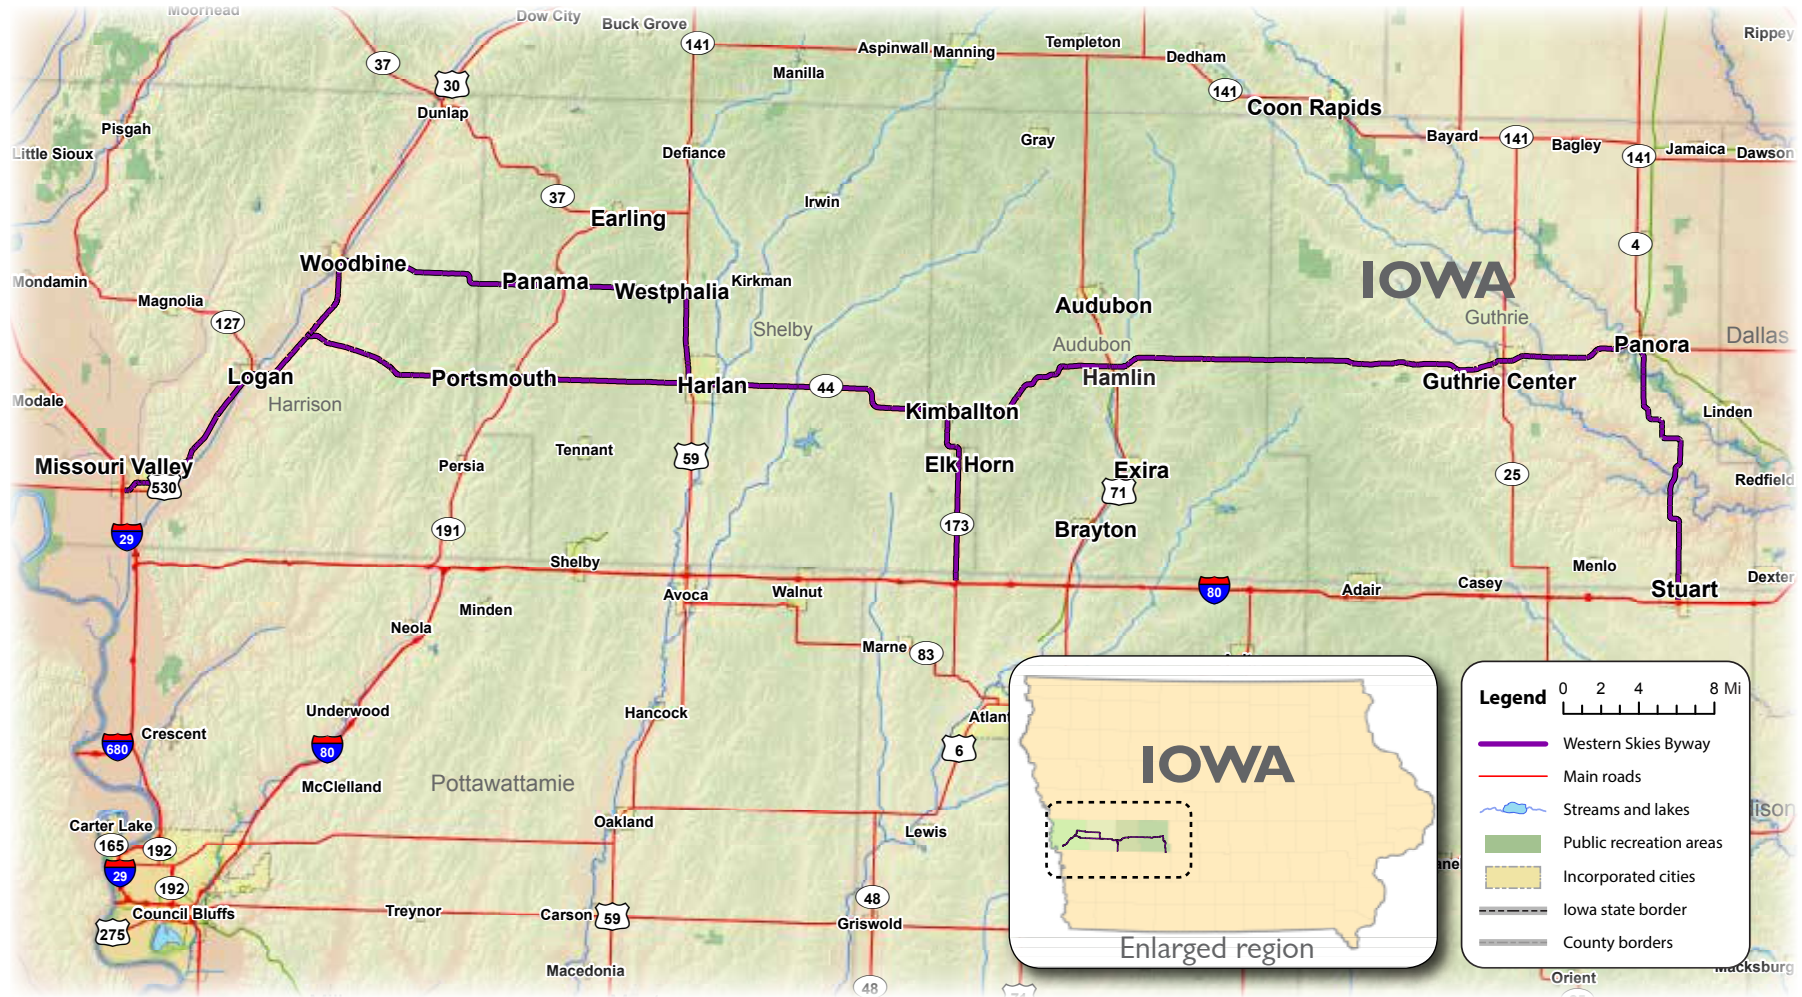 Moorhead
Dow City
Buck Grove
141
Aspinwall
Manning
Templeton
Dedham
Rippey
37
30
Manilla
141
Coon Rapids
Dunlap
Pisgah
Little Sioux
Defiance
Gray
Bayard
141
Bagley
141
Jamaica
Dawson
37
Earling
Irwin
4
Woodbine
Panama
Westphalia
Kirkman
IOWA
Mondamin
Magnolia
127
Audubon
Guthrie
Shelby
Audubon
Panora
Dallas
Logan
Portsmouth
Harlan
44
Hamlin
Guthrie Center
Modale
Harrison
Kimballton
Linden
Missouri Valley
530
Persia
Tennant
59
Elk Horn
Exira
71
25
Redfield
29
191
173
Brayton
Shelby
Avoca
Walnut
80
Adair
Casey
Menlo
Stuart
Dexter
Minden
Neola
Marne
83
Underwood
Hancock
Atlant
Crescent
680
80
6
McClelland
Pottawattamie
Carter Lake
165
192
Oakland
Lewis
29
192
Council Bluffs
275
Treynor
Carson
59
48
Griswold
Macedonia
48
71
IOWA
Enlarged region
Legend
0 2 4 8 Mi
Western Skies Byway
Main roads
Streams and lakes
Public recreation areas
Incorporated cities
Iowa state border
County borders
Orient
Macksburg